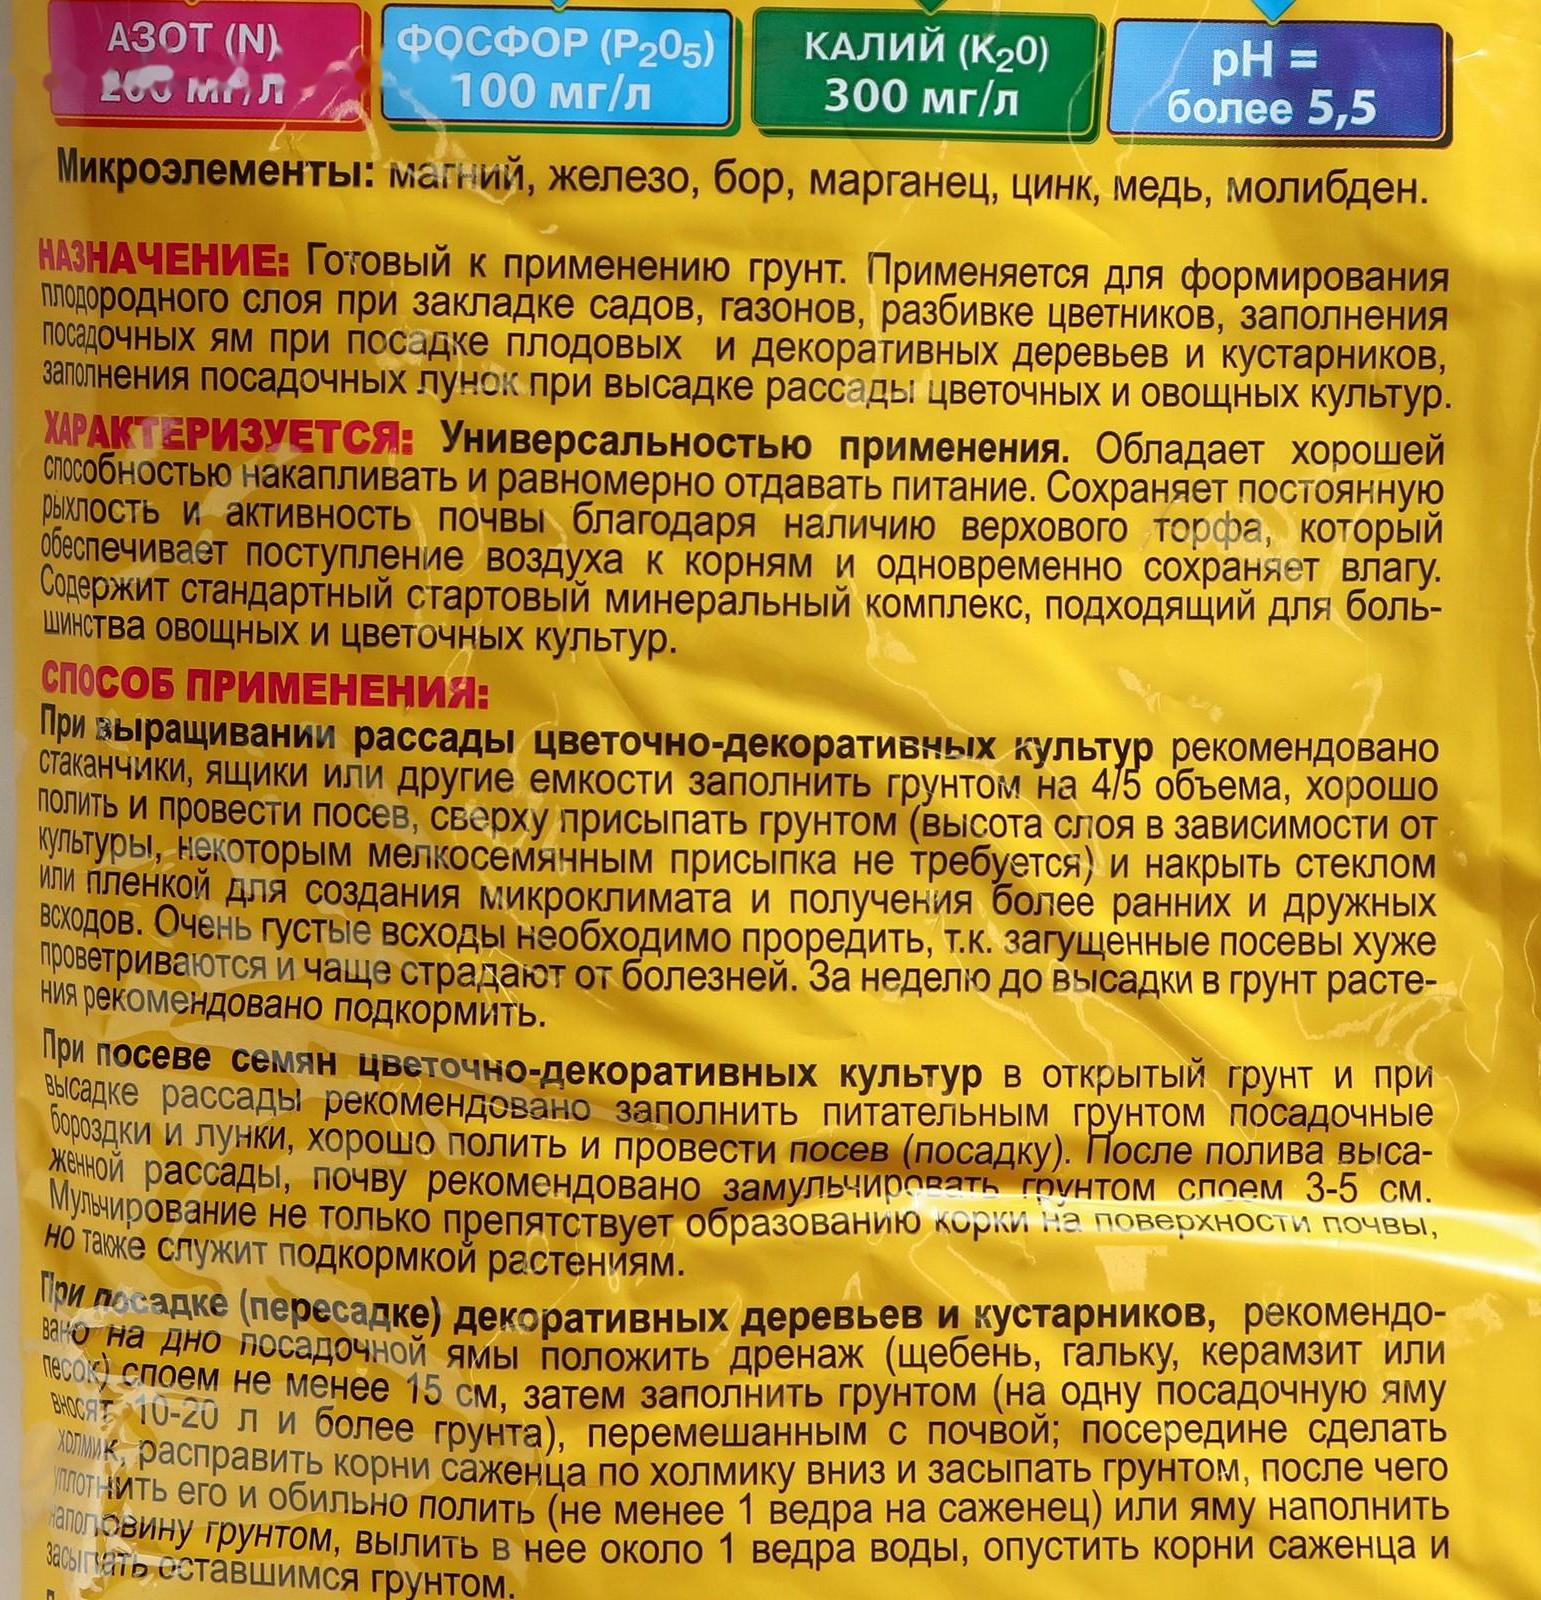 АЗОТ (N)
мг/л
ФОСФОР (P₂O₅)
100 мг/л
КАЛИЙ (K₂O)
300 мг/л
pH =
более 5,5
Микроэлементы: магний, железо, бор, марганец, цинк, медь, молибден.
НАЗНАЧЕНИЕ: Готовый к применению грунт. Применяется для формирования
плодородного слоя при закладке садов, газонов, разбивке цветников, заполнения
посадочных ям при посадке плодовых и декоративных деревьев и кустарников,
заполнения посадочных лунок при высадке рассады цветочных и овощных культур.
ХАРАКТЕРИЗУЕТСЯ: Универсальностью применения. Обладает хорошей
способностью накапливать и равномерно отдавать питание. Сохраняет постоянную
рыхлость и активность почвы благодаря наличию верхового торфа, который
обеспечивает поступление воздуха к корням и одновременно сохраняет влагу.
Содержит стандартный стартовый минеральный комплекс, подходящий для боль-
шинства овощных и цветочных культур.
СПОСОБ ПРИМЕНЕНИЯ:
При выращивании рассады цветочно-декоративных культур рекомендовано
стаканчики, ящики или другие емкости заполнить грунтом на 4/5 объема, хорошо
полить и провести посев, сверху присыпать грунтом (высота слоя в зависимости от
культуры, некоторым мелкосемянным присыпка не требуется) и накрыть стеклом
или пленкой для создания микроклимата и получения более ранних и дружных
всходов. Очень густые всходы необходимо проредить, т.к. загущенные посевы хуже
проветриваются и чаще страдают от болезней. За неделю до высадки в грунт расте-
ния рекомендовано подкормить.
При посеве семян цветочно-декоративных культур в открытый грунт и при
высадке рассады рекомендовано заполнить питательным грунтом посадочные
бороздки и лунки, хорошо полить и провести посев (посадку). После полива выса-
женной рассады, почву рекомендовано замульчировать грунтом слоем 3-5 см.
Мульчирование не только препятствует образованию корки на поверхности почвы,
но также служит подкормкой растениям.
При посадке (пересадке) декоративных деревьев и кустарников, рекомендо-
вано на дно посадочной ямы положить дренаж (щебень, гальку, керамзит или
песок) слоем не менее 15 см, затем заполнить грунтом (на одну посадочную яму
вносят 10-20 л и более грунта), перемешанным с почвой; посередине сделать
холмик, расправить корни саженца по холмику вниз и засыпать грунтом, после чего
уплотнить его и обильно полить (не менее 1 ведра на саженец) или яму наполнить
наполовину грунтом, вылить в нее около 1 ведра воды, опустить корни саженца и
засыпать оставшимся грунтом.